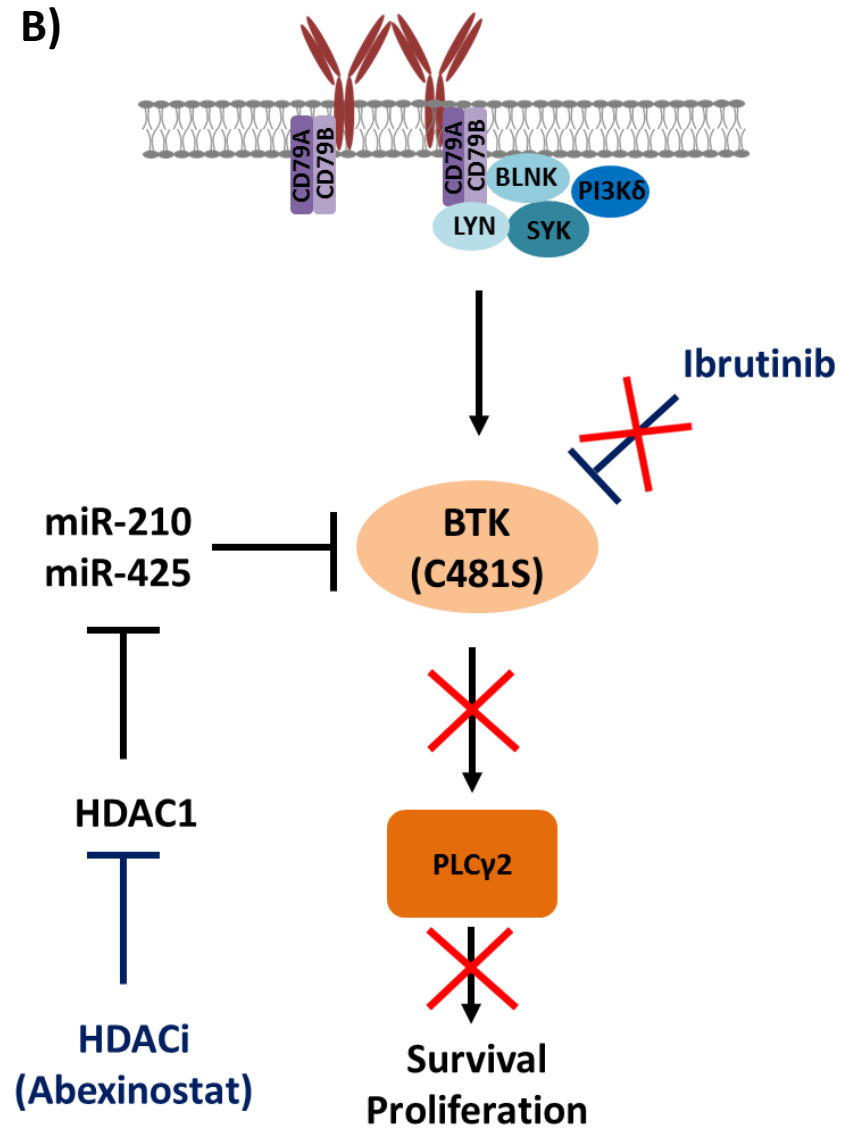 B)
CD79A
CD79B
CD79A
CD79B
BLNK
PI3Kδ
LYN
SYK
Ibrutinib
miR-210
miR-425
BTK
(C481S)
HDAC1
PLCγ2
HDACi
(Abexinostat)
Survival
Proliferation